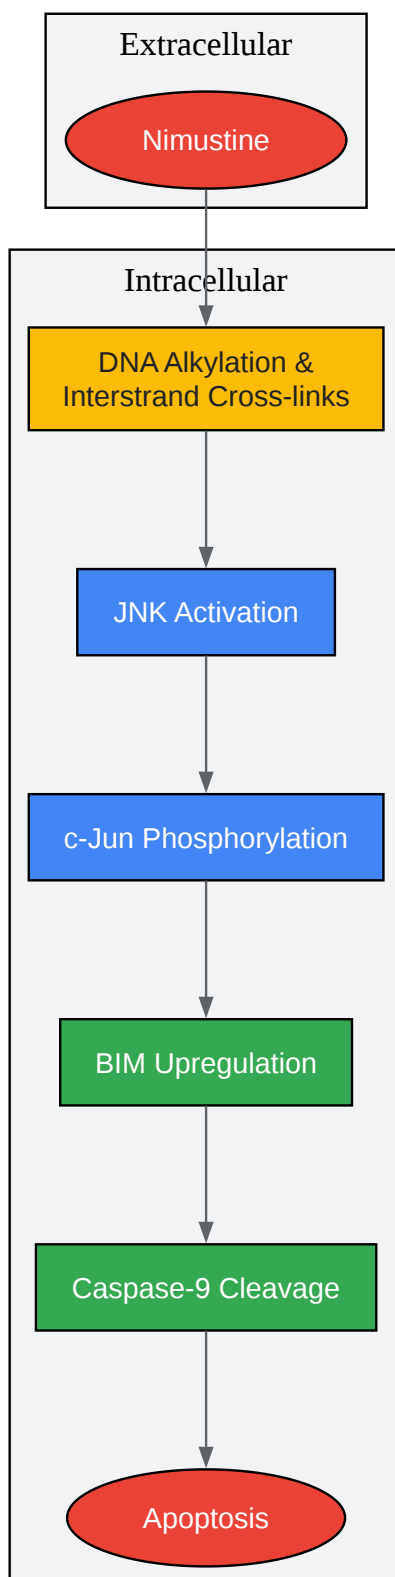 Extracellular
Nimustine
Intracellular
DNA Alkylation &
Interstrand Cross-links
JNK Activation
c-Jun Phosphorylation
BIM Upregulation
Caspase-9 Cleavage
Apoptosis